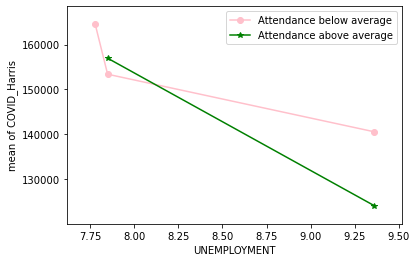 Attendance below average
Attendance above average
160000
150000
140000
130000
mean of COVID_Harris
7.75 8.00 8.25 8.50 8.75 9.00 9.25 9.50
UNEMPLOYMENT